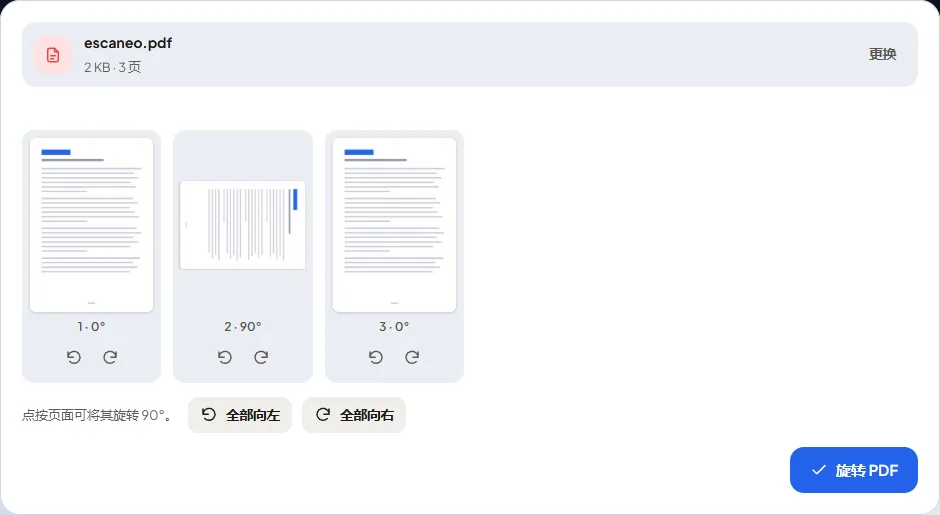 escaneo.pdf
2 KB · 3 页
更换
1 · 0°
2 · 90°
3 · 0°
点按页面可将其旋转 90°。
全部向左
全部向右
旋转 PDF